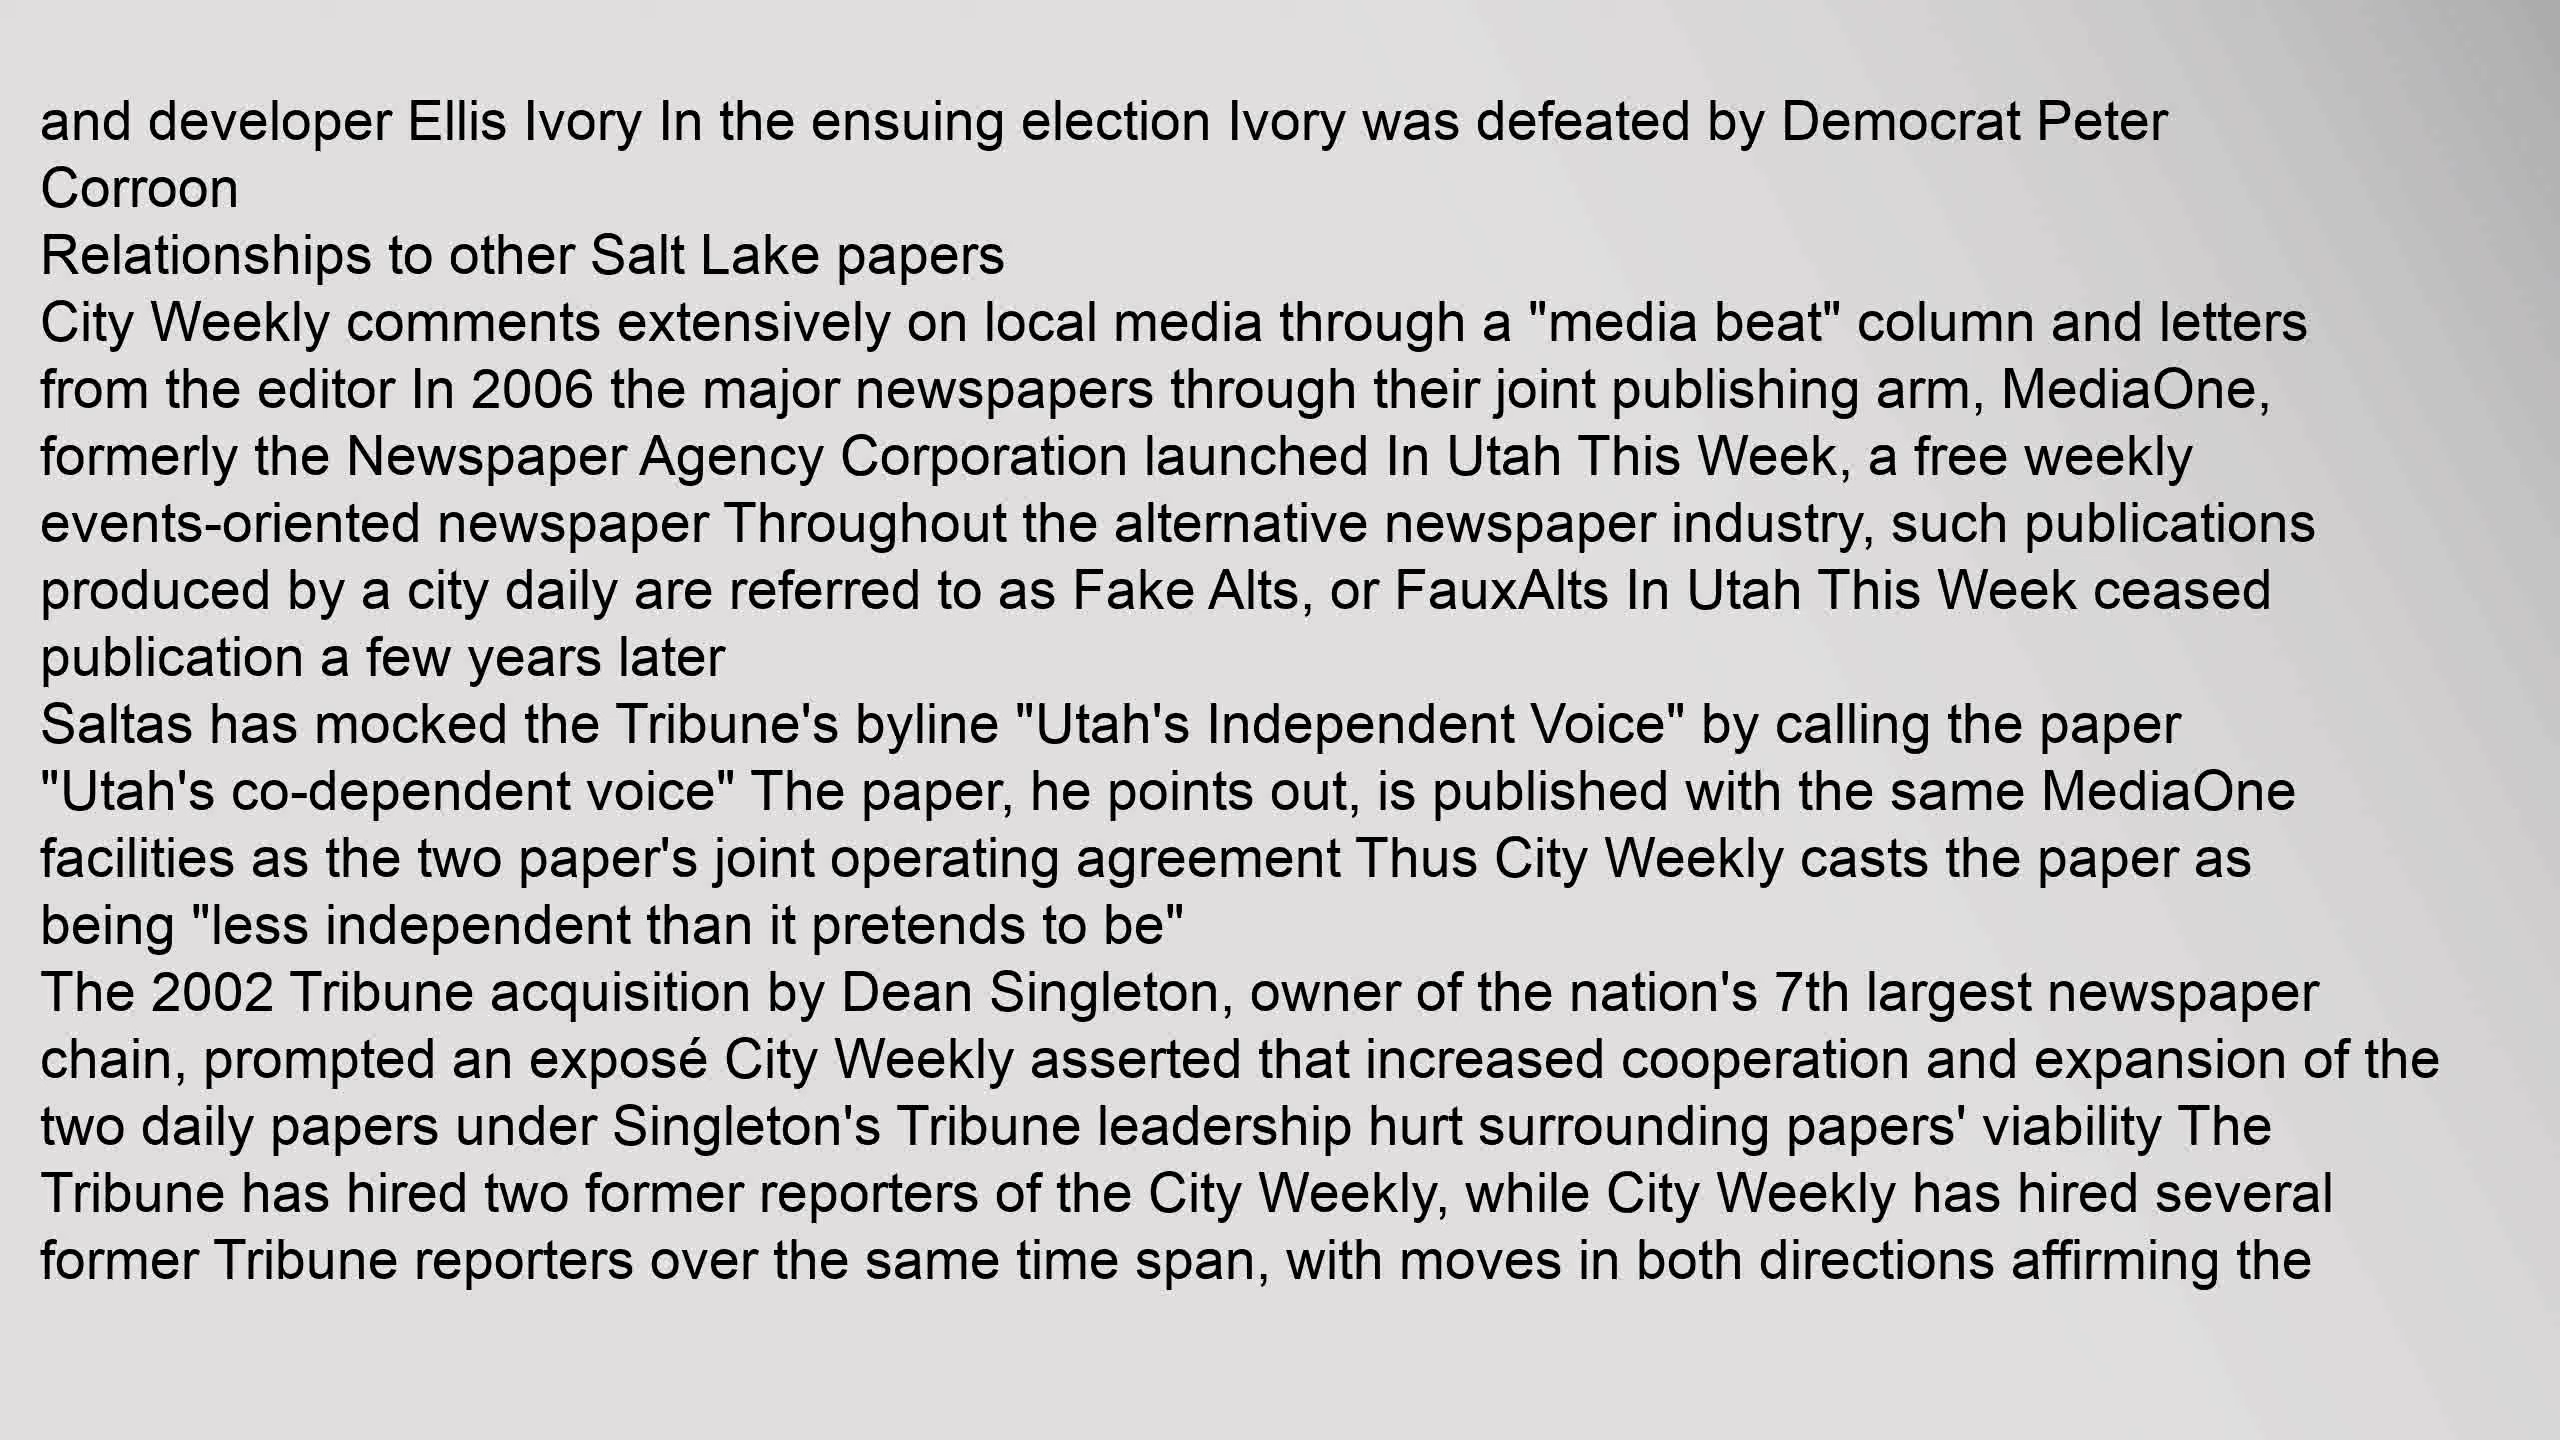 and developer Ellis Ivory In the ensuing election Ivory was defeated by Democrat Peter
Corroon
Relationships to other Salt Lake papers
City Weekly comments extensively on local media through a "media beat" column and letters
from the editor In 2006 the major newspapers through their joint publishing arm, MediaOne,
formerly the Newspaper Agency Corporation launched In Utah This Week, a free weekly
events-oriented newspaper Throughout the alternative newspaper industry, such publications
produced by a city daily are referred to as Fake Alts, or FauxAlts In Utah This Week ceased
publication a few years later
Saltas has mocked the Tribune's byline "Utah's Independent Voice" by calling the paper
"Utah's co-dependent voice" The paper, he points out, is published with the same MediaOne
facilities as the two paper's joint operating agreement Thus City Weekly casts the paper as
being "less independent than it pretends to be"
The 2002 Tribune acquisition by Dean Singleton, owner of the nation's 7th largest newspaper
chain, prompted an exposé City Weekly asserted that increased cooperation and expansion of the
two daily papers under Singleton's Tribune leadership hurt surrounding papers' viability The
Tribune has hired two former reporters of the City Weekly, while City Weekly has hired several
former Tribune reporters over the same time span, with moves in both directions affirming the